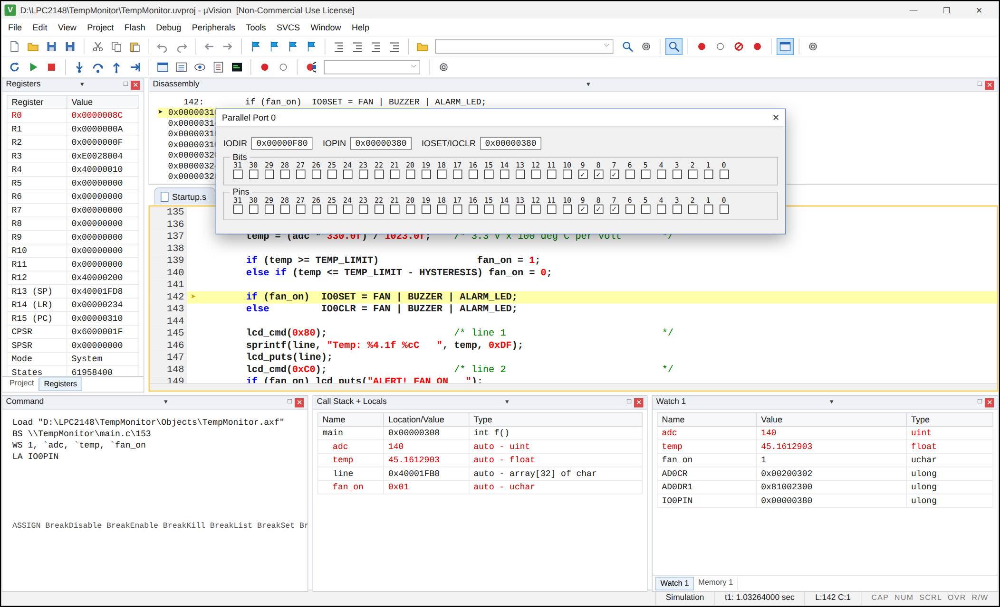 V D:\LPC2148\TempMonitor\TempMonitor.uvproj - µVision  [Non-Commercial Use License]
File Edit View Project Flash Debug Peripherals Tools SVCS Window Help
Registers
Register Value
R0 0x0000008C
R1 0x0000000A
R2 0x0000000F
R3 0xE0028004
R4 0x40000010
R5 0x00000000
R6 0x00000000
R7 0x00000000
R8 0x00000000
R9 0x00000000
R10 0x00000000
R11 0x00000000
R12 0x40000200
R13 (SP) 0x40001FD8
R14 (LR) 0x00000234
R15 (PC) 0x00000310
CPSR 0x6000001F
SPSR 0x00000000
Mode System
States 61958400
Project Registers
Disassembly
142:        if (fan_on)  IO0SET = FAN | BUZZER | ALARM_LED;
0x00000310
0x00000314
0x00000318
0x0000031
0x00000320
0x00000324
0x00000328
Parallel Port 0
IODIR 0x00000F80 IOPIN 0x00000380 IOSET/IOCLR 0x00000380
Bits
31 30 29 28 27 26 25 24 23 22 21 20 19 18 17 16 15 14 13 12 11 10 9 8 7 6 5 4 3 2 1 0
Pins
31 30 29 28 27 26 25 24 23 22 21 20 19 18 17 16 15 14 13 12 11 10 9 8 7 6 5 4 3 2 1 0
Startup.s
135
136
137 temp = (adc * 330.0f) / 1023.0f;    /* 3.3 V x 100 deg C per volt       */
138
139 if (temp >= TEMP_LIMIT)                 fan_on = 1;
140 else if (temp <= TEMP_LIMIT - HYSTERESIS) fan_on = 0;
141
142 if (fan_on)  IO0SET = FAN | BUZZER | ALARM_LED;
143 else         IO0CLR = FAN | BUZZER | ALARM_LED;
144
145 lcd_cmd(0x80);                      /* line 1                           */
146 sprintf(line, "Temp: %4.1f %cC   ", temp, 0xDF);
147 lcd_puts(line);
148 lcd_cmd(0xC0);                      /* line 2                           */
149 if (fan_on) lcd_puts("ALERT! FAN ON   ");
Command
Load "D:\LPC2148\TempMonitor\Objects\TempMonitor.axf"
BS \\TempMonitor\main.c\153
WS 1, `adc, `temp, `fan_on
LA IO0PIN
ASSIGN BreakDisable BreakEnable BreakKill BreakList BreakSet Br
Call Stack + Locals
Name Location/Value Type
main 0x00000308 int f()
adc 140 auto - uint
temp 45.1612903 auto - float
line 0x40001FB8 auto - array[32] of char
fan_on 0x01 auto - uchar
Watch 1
Name Value Type
adc 140 uint
temp 45.1612903 float
fan_on 1 uchar
AD0CR 0x00200302 ulong
AD0DR1 0x81002300 ulong
IO0PIN 0x00000380 ulong
Watch 1 Memory 1
Simulation t1: 1.03264000 sec L:142 C:1 CAP NUM SCRL OVR R/W